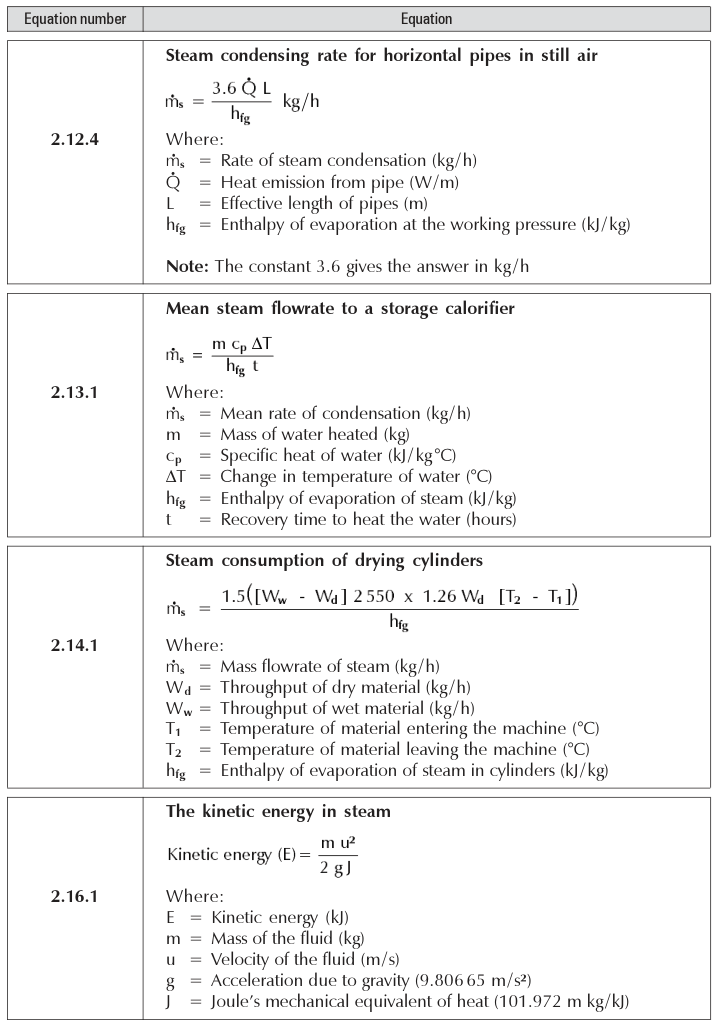 Equation number Equation
Steam condensing rate for horizontal pipes in still air
ṁs = 3.6 Q̇ L / hfg kg/h
2.12.4
Where:
ṁs = Rate of steam condensation (kg/h)
Q̇ = Heat emission from pipe (W/m)
L = Effective length of pipes (m)
hfg = Enthalpy of evaporation at the working pressure (kJ/kg)
Note: The constant 3.6 gives the answer in kg/h
Mean steam flowrate to a storage calorifier
ṁs = m cp ΔT / hfg t
2.13.1
Where:
ṁs = Mean rate of condensation (kg/h)
m = Mass of water heated (kg)
cp = Specific heat of water (kJ/kg°C)
ΔT = Change in temperature of water (°C)
hfg = Enthalpy of evaporation of steam (kJ/kg)
t = Recovery time to heat the water (hours)
Steam consumption of drying cylinders
ṁs = 1.5([Ww - Wd] 2 550 x 1.26 Wd [T2 - T1]) / hfg
2.14.1
Where:
ṁs = Mass flowrate of steam (kg/h)
Wd = Throughput of dry material (kg/h)
Ww = Throughput of wet material (kg/h)
T1 = Temperature of material entering the machine (°C)
T2 = Temperature of material leaving the machine (°C)
hfg = Enthalpy of evaporation of steam in cylinders (kJ/kg)
The kinetic energy in steam
Kinetic energy (E) = m u² / 2 g J
2.16.1
Where:
E = Kinetic energy (kJ)
m = Mass of the fluid (kg)
u = Velocity of the fluid (m/s)
g = Acceleration due to gravity (9.806 65 m/s²)
J = Joule's mechanical equivalent of heat (101.972 m kg/kJ)